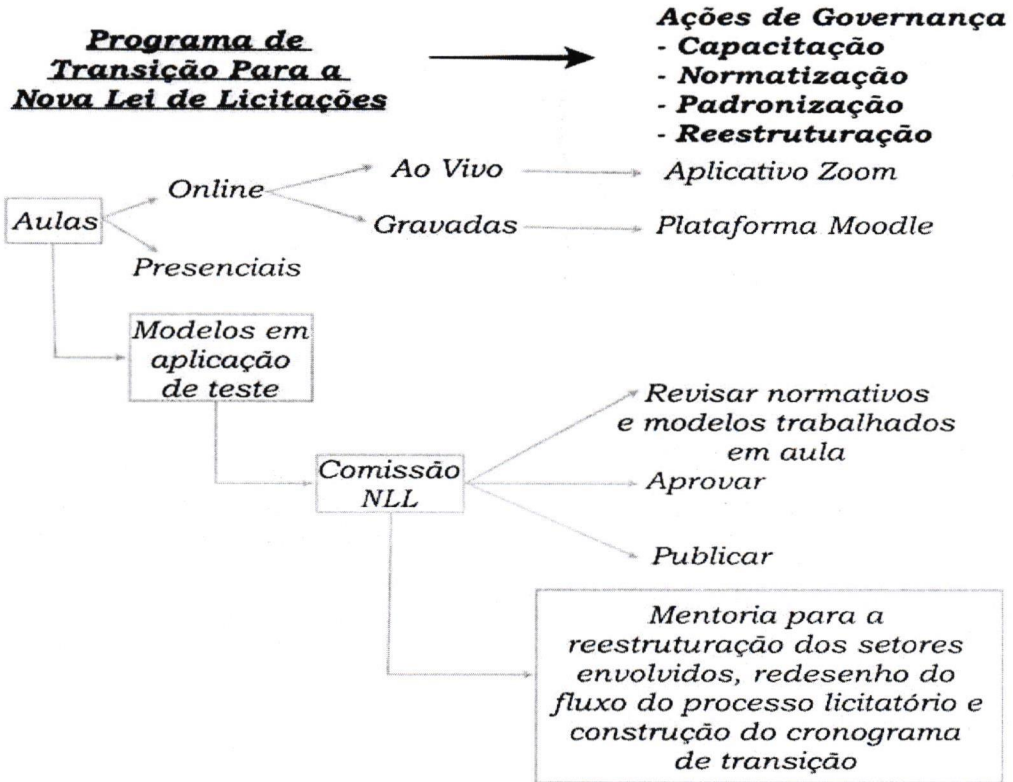 Programa de
Transição Para a
Nova Lei de Licitações
Ações de Governança
- Capacitação
- Normatização
- Padronização
- Reestruturação
Aulas
Online
Ao Vivo
Aplicativo Zoom
Gravadas
Plataforma Moodle
Presenciais
Modelos em
aplicação
de teste
Comissão
NLL
Revisar normativos
e modelos trabalhados
em aula
Aprovar
Publicar
Mentoria para a
reestruturação dos setores
envolvidos, redesenho do
fluxo do processo licitatório e
construção do cronograma
de transição